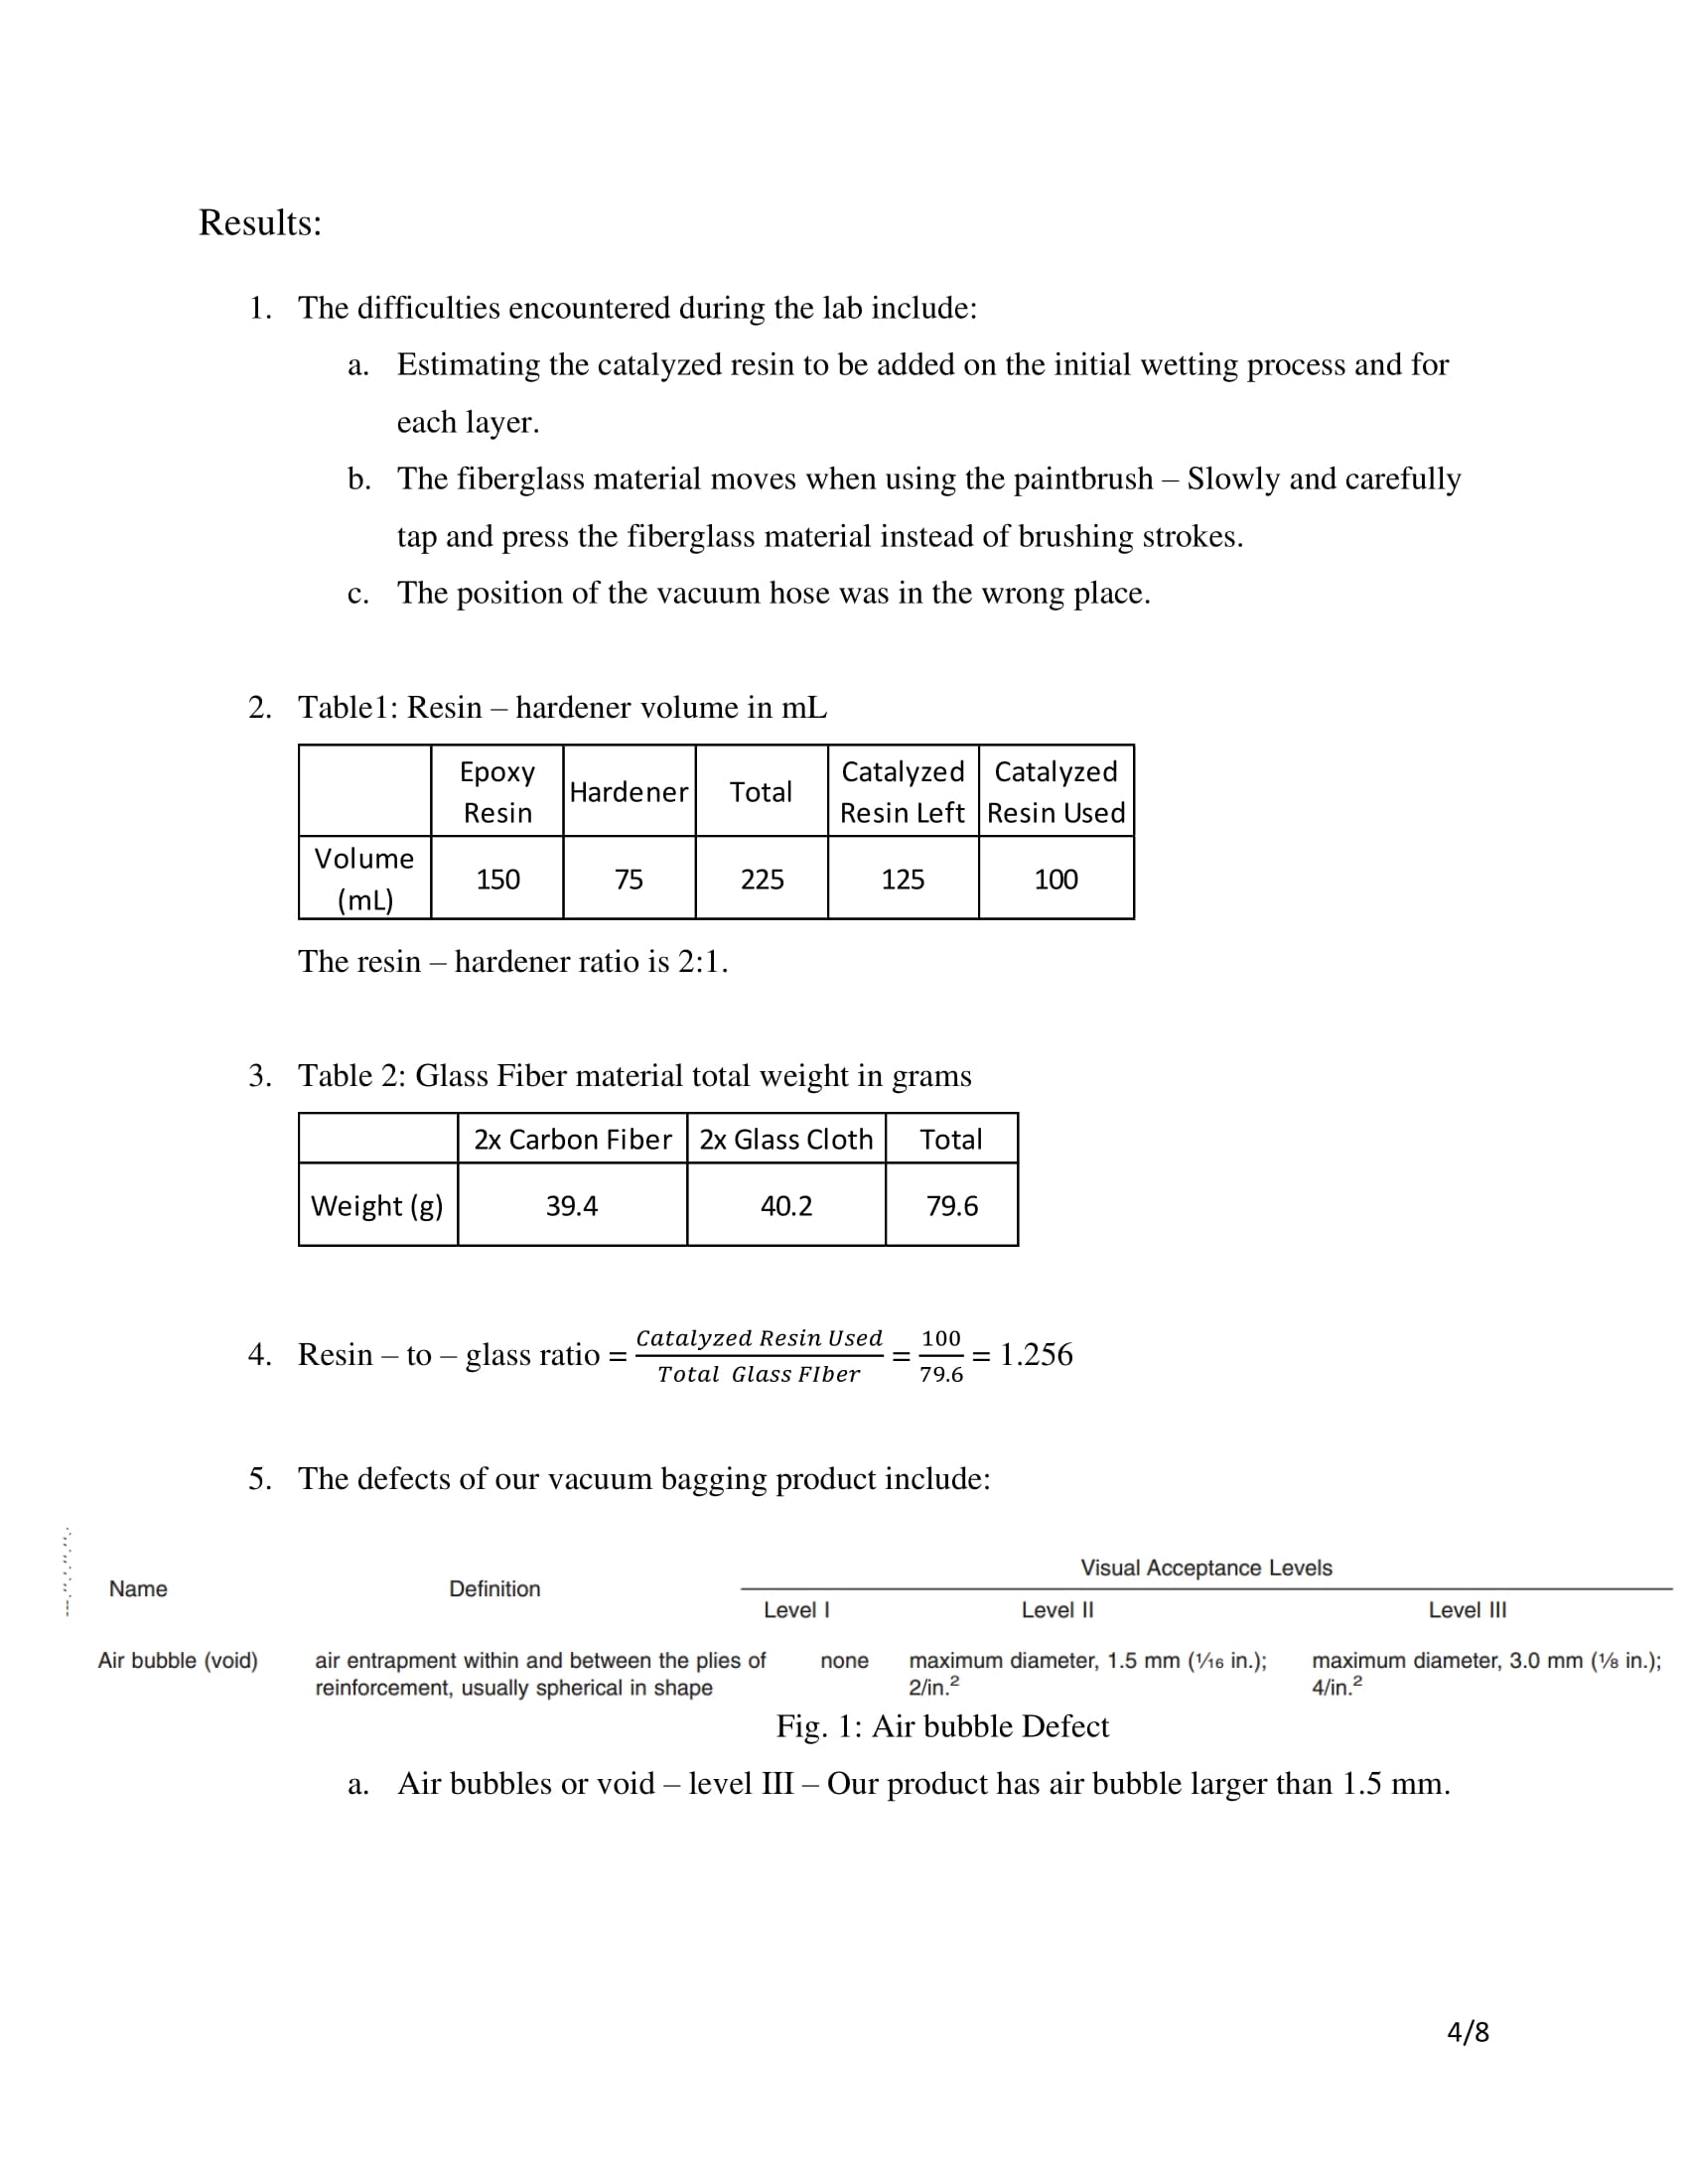 Results:
1. The difficulties encountered during the lab include:
a. Estimating the catalyzed resin to be added on the initial wetting process and for
each layer.
b. The fiberglass material moves when using the paintbrush – Slowly and carefully
tap and press the fiberglass material instead of brushing strokes.
c. The position of the vacuum hose was in the wrong place.
2. Table1: Resin – hardener volume in mL
Epoxy Resin Hardener Total Catalyzed Resin Left Catalyzed Resin Used
Volume (mL) 150 75 225 125 100
The resin – hardener ratio is 2:1.
3. Table 2: Glass Fiber material total weight in grams
2x Carbon Fiber 2x Glass Cloth Total
Weight (g) 39.4 40.2 79.6
4. Resin – to – glass ratio = Catalyzed Resin Used / Total Glass FIber = 100 / 79.6 = 1.256
5. The defects of our vacuum bagging product include:
Visual Acceptance Levels
Name Definition
Level I Level II Level III
Air bubble (void) air entrapment within and between the plies of none maximum diameter, 1.5 mm (1/16 in.); maximum diameter, 3.0 mm (1/8 in.);
reinforcement, usually spherical in shape 2/in.² 4/in.²
Fig. 1: Air bubble Defect
a. Air bubbles or void – level III – Our product has air bubble larger than 1.5 mm.
4/8